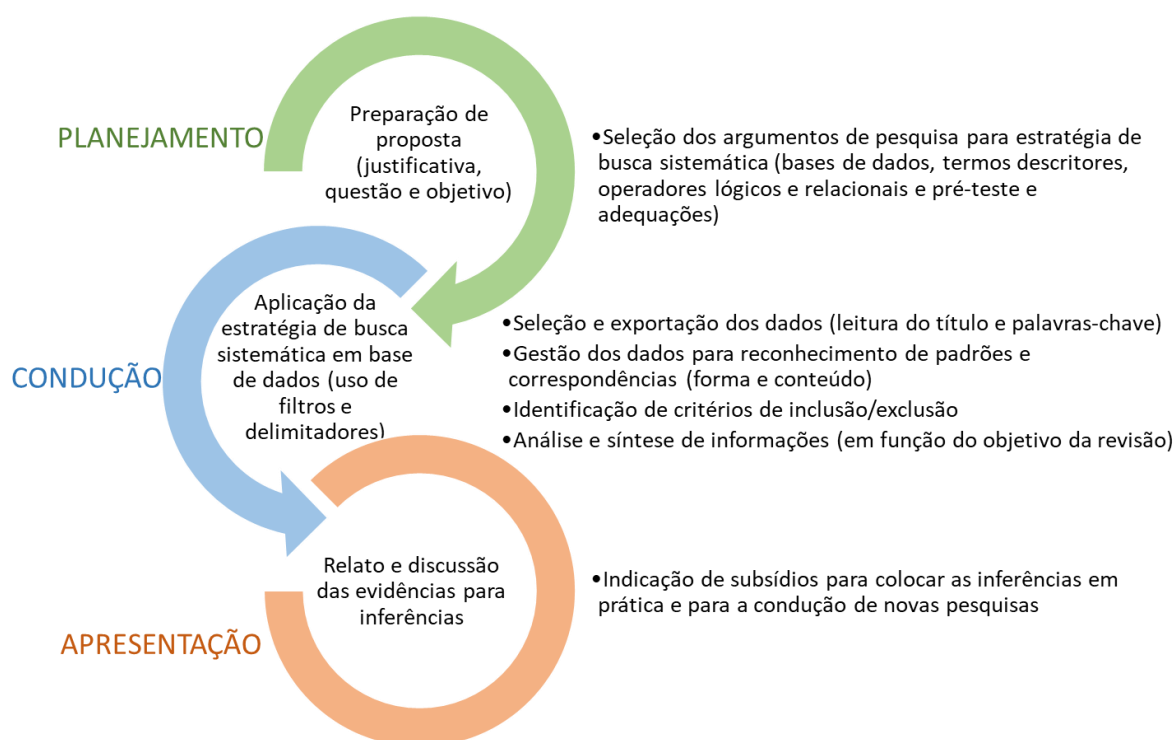 PLANEJAMENTO
Preparação de
proposta
(justificativa,
questão e objetivo)
•Seleção dos argumentos de pesquisa para estratégia de
busca sistemática (bases de dados, termos descritores,
operadores lógicos e relacionais e pré-teste e
adequações)
CONDUÇÃO
Aplicação da
estratégia de busca
sistemática em base
de dados (uso de
filtros e
delimitadores)
•Seleção e exportação dos dados (leitura do título e palavras-chave)
•Gestão dos dados para reconhecimento de padrões e
correspondências (forma e conteúdo)
•Identificação de critérios de inclusão/exclusão
•Análise e síntese de informações (em função do objetivo da revisão)
APRESENTAÇÃO
Relato e discussão
das evidências para
inferências
•Indicação de subsídios para colocar as inferências em
prática e para a condução de novas pesquisas